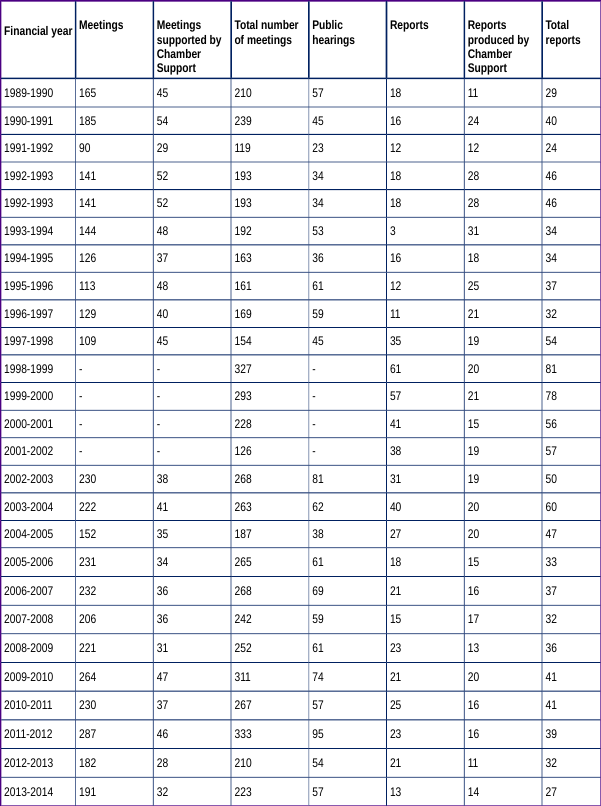 Financial year Meetings Meetings supported by Chamber Support Total number of meetings Public hearings Reports Reports produced by Chamber Support Total reports
1989-1990 165 45 210 57 18 11 29
1990-1991 185 54 239 45 16 24 40
1991-1992 90 29 119 23 12 12 24
1992-1993 141 52 193 34 18 28 46
1992-1993 141 52 193 34 18 28 46
1993-1994 144 48 192 53 3 31 34
1994-1995 126 37 163 36 16 18 34
1995-1996 113 48 161 61 12 25 37
1996-1997 129 40 169 59 11 21 32
1997-1998 109 45 154 45 35 19 54
1998-1999 - - 327 - 61 20 81
1999-2000 - - 293 - 57 21 78
2000-2001 - - 228 - 41 15 56
2001-2002 - - 126 - 38 19 57
2002-2003 230 38 268 81 31 19 50
2003-2004 222 41 263 62 40 20 60
2004-2005 152 35 187 38 27 20 47
2005-2006 231 34 265 61 18 15 33
2006-2007 232 36 268 69 21 16 37
2007-2008 206 36 242 59 15 17 32
2008-2009 221 31 252 61 23 13 36
2009-2010 264 47 311 74 21 20 41
2010-2011 230 37 267 57 25 16 41
2011-2012 287 46 333 95 23 16 39
2012-2013 182 28 210 54 21 11 32
2013-2014 191 32 223 57 13 14 27